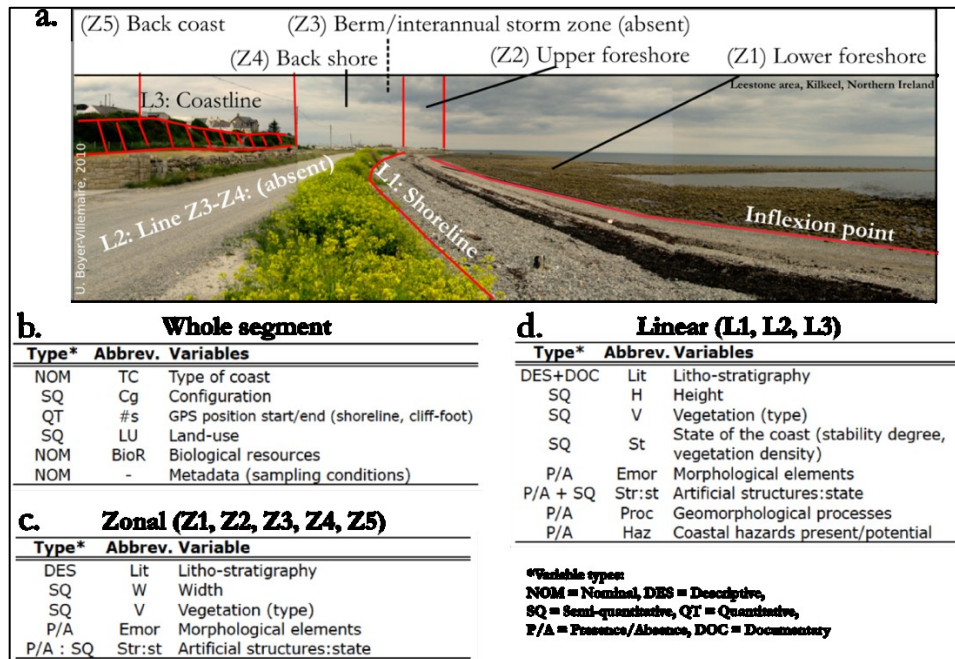 a.
(Z5) Back coast
(Z3) Berm/interannual storm zone (absent)
(Z4) Back shore
(Z2) Upper foreshore
(Z1) Lower foreshore
Leestone area, Kilkeel, Northern Ireland
L3: Coastline
L2: Line Z3-Z4: (absent)
L1: Shoreline
Inflexion point
U. Boyer-Villemaire, 2010
b. Whole segment
Type* Abbrev. Variables
NOM TC Type of coast
SQ Cg Configuration
QT #s GPS position start/end (shoreline, cliff-foot)
SQ LU Land-use
NOM BioR Biological resources
NOM - Metadata (sampling conditions)
c. Zonal (Z1, Z2, Z3, Z4, Z5)
Type* Abbrev. Variable
DES Lit Litho-stratigraphy
SQ W Width
SQ V Vegetation (type)
P/A Emor Morphological elements
P/A : SQ Str:st Artificial structures:state
d. Linear (L1, L2, L3)
Type* Abbrev. Variables
DES+DOC Lit Litho-stratigraphy
SQ H Height
SQ V Vegetation (type)
SQ St State of the coast (stability degree,
vegetation density)
P/A Emor Morphological elements
P/A + SQ Str:st Artificial structures:state
P/A Proc Geomorphological processes
P/A Haz Coastal hazards present/potential
*Variable types:
NOM = Nominal, DES = Descriptive,
SQ = Semi-quantitative, QT = Quantitative,
P/A = Presence/Absence, DOC = Documentary